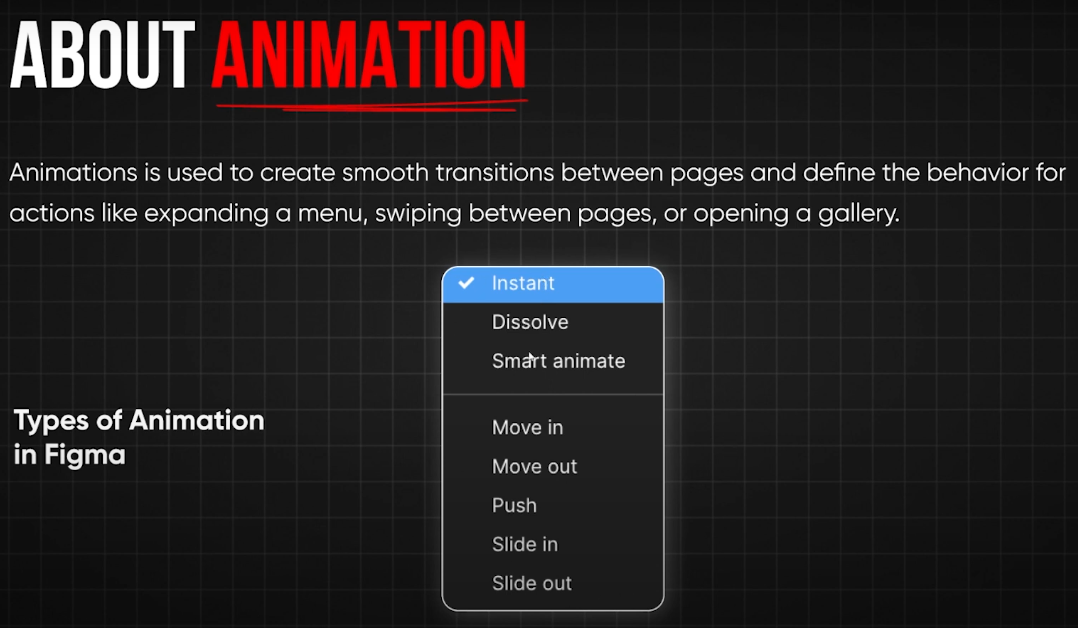 ABOUT ANIMATION
Animations is used to create smooth transitions between pages and define the behavior for
actions like expanding a menu, swiping between pages, or opening a gallery.
Types of Animation
in Figma
Instant
Dissolve
Smart animate
Move in
Move out
Push
Slide in
Slide out